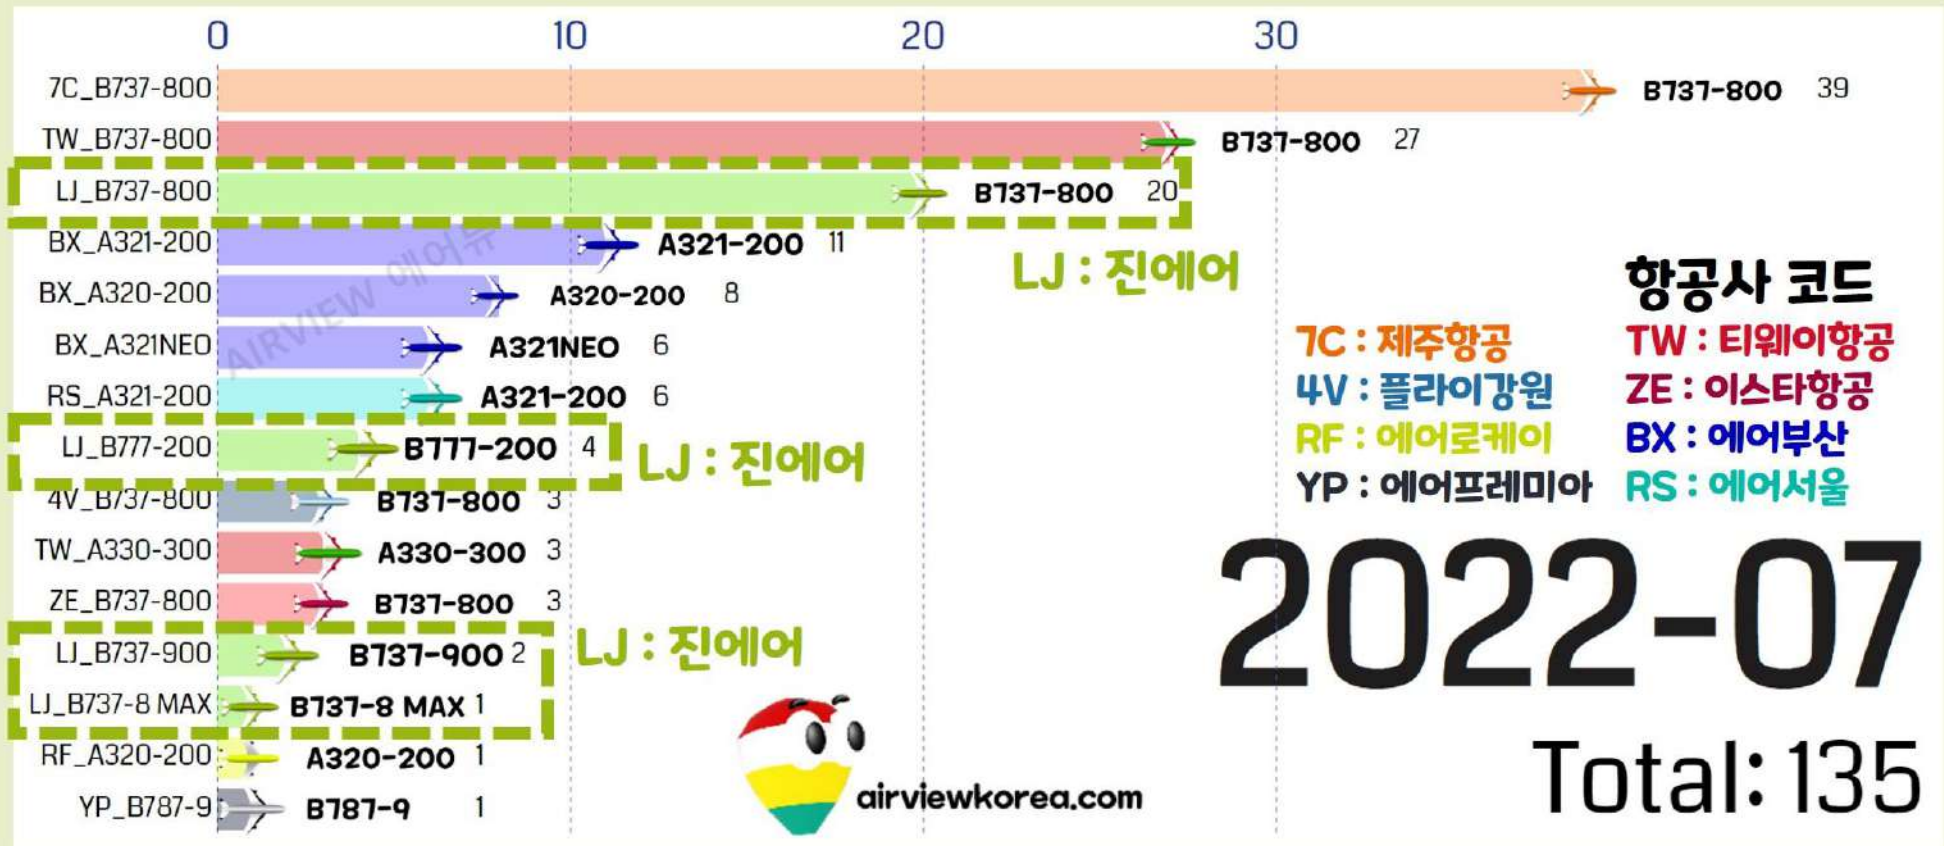 0 10 20 30
7C_B737-800 B737-800 39
TW_B737-800 B737-800 27
LJ_B737-800 B737-800 20
BX_A321-200 A321-200 11
LJ : 진에어
BX_A320-200 A320-200 8
BX_A321NEO A321NEO 6
RS_A321-200 A321-200 6
LJ_B777-200 B777-200 4
LJ : 진에어
4V_B737-800 B737-800 3
TW_A330-300 A330-300 3
ZE_B737-800 B737-800 3
LJ_B737-900 B737-900 2
LJ : 진에어
LJ_B737-8 MAX B737-8 MAX 1
RF_A320-200 A320-200 1
YP_B787-9 B787-9 1
AIRVIEW 에어뷰
항공사 코드
7C : 제주항공 TW : 티웨이항공
4V : 플라이강원 ZE : 이스타항공
RF : 에어로케이 BX : 에어부산
YP : 에어프레미아 RS : 에어서울
2022-07
Total: 135
airviewkorea.com